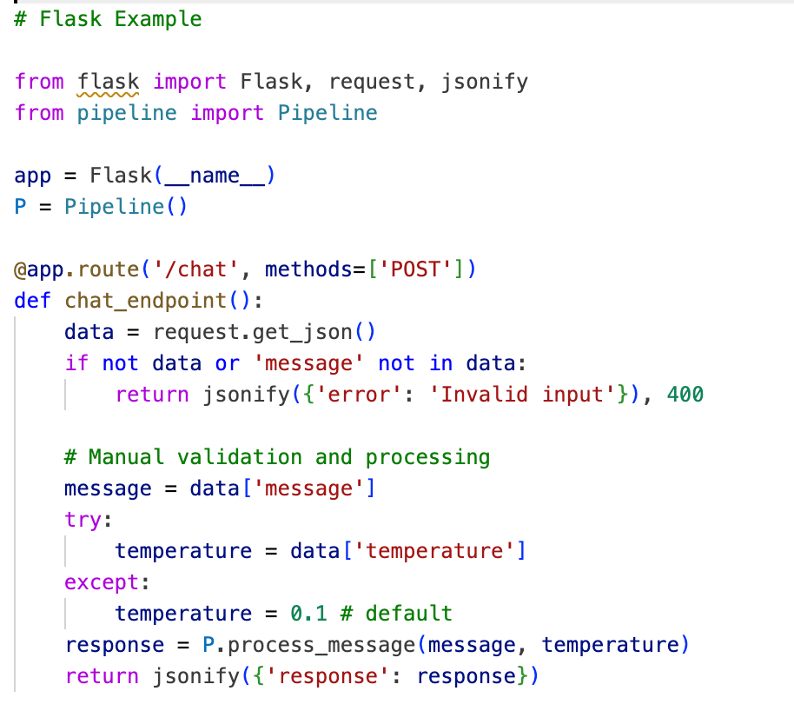 # Flask Example
from flask import Flask, request, jsonify
from pipeline import Pipeline
app = Flask(__name__)
P = Pipeline()
@app.route('/chat', methods=['POST'])
def chat_endpoint():
    data = request.get_json()
    if not data or 'message' not in data:
        return jsonify({'error': 'Invalid input'}), 400
    # Manual validation and processing
    message = data['message']
    try:
        temperature = data['temperature']
    except:
        temperature = 0.1 # default
    response = P.process_message(message, temperature)
    return jsonify({'response': response})